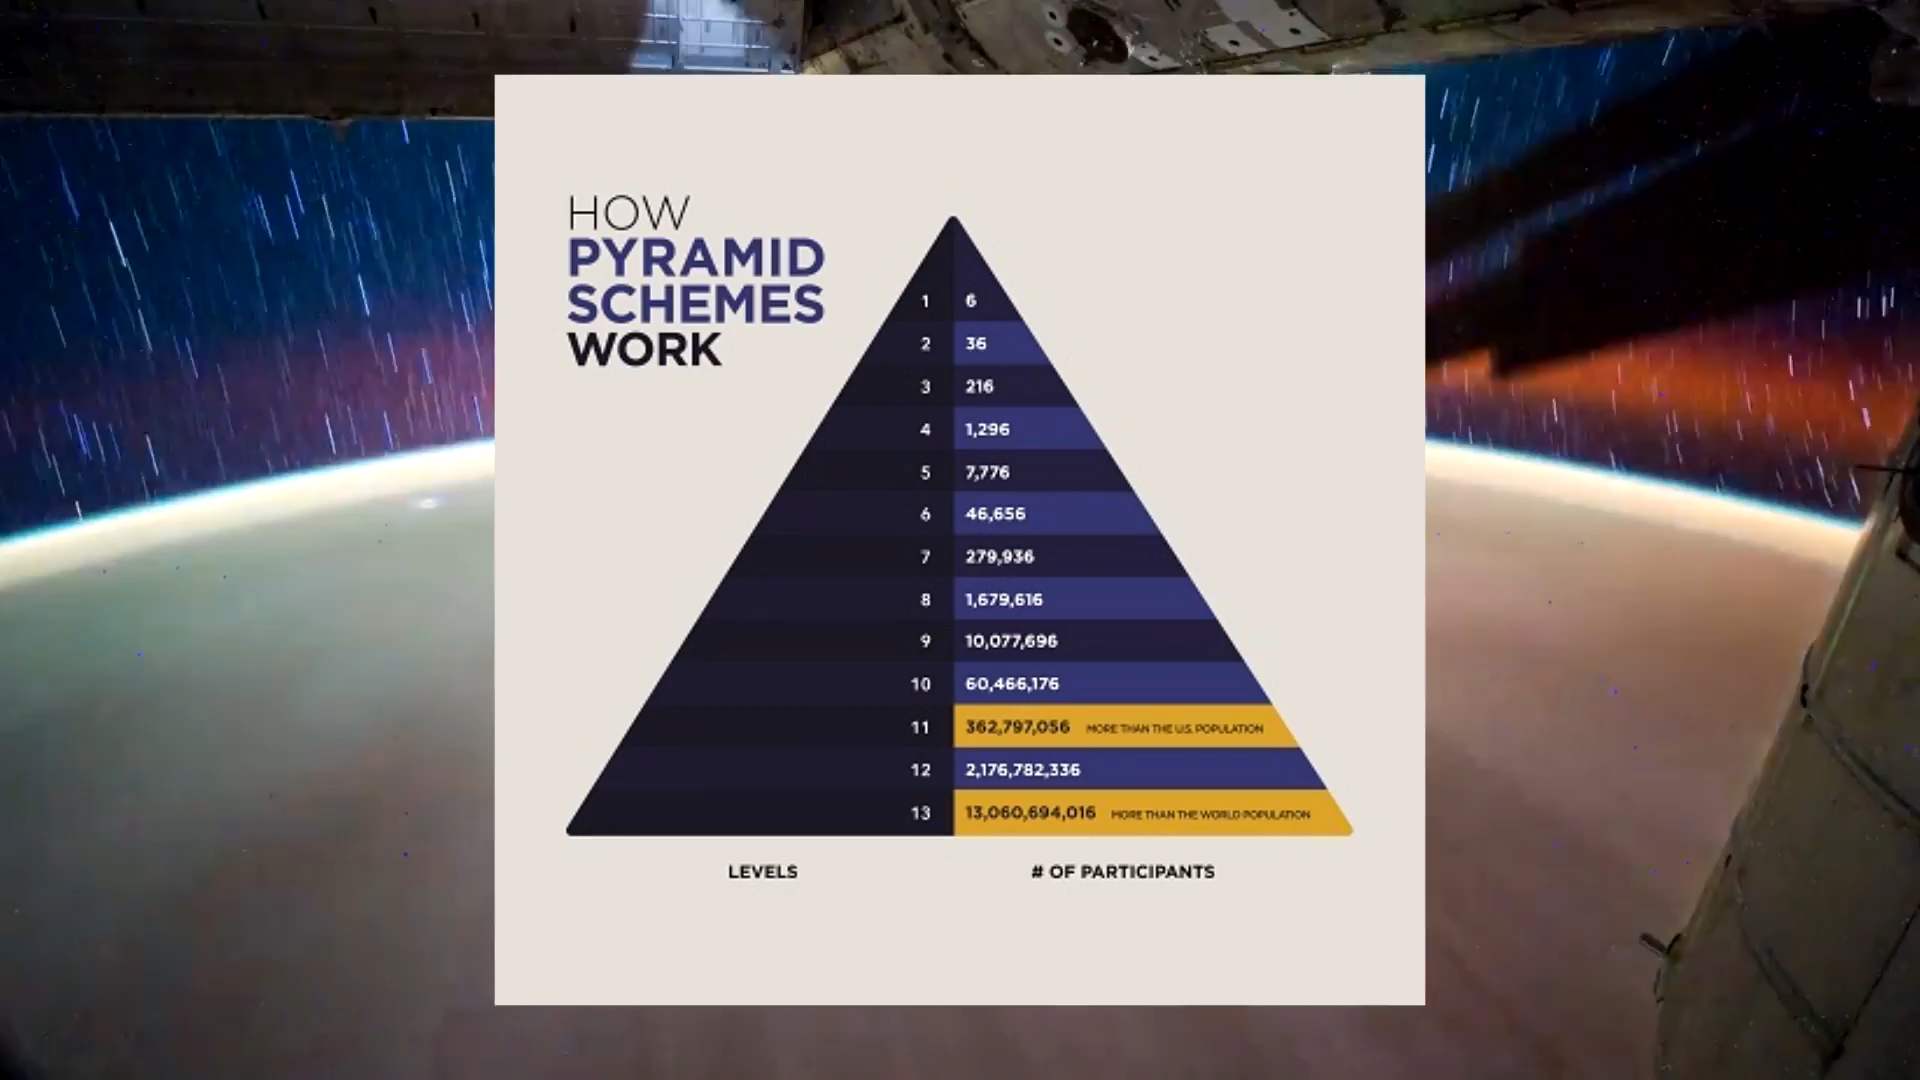 HOW
PYRAMID
SCHEMES
WORK
1 6
2 36
3 216
4 1,296
5 7,776
6 46,656
7 279,936
8 1,679,616
9 10,077,696
10 60,466,176
11 362,797,056 MORE THAN THE U.S. POPULATION
12 2,176,782,336
13 13,060,694,016 MORE THAN THE WORLD POPULATION
LEVELS # OF PARTICIPANTS